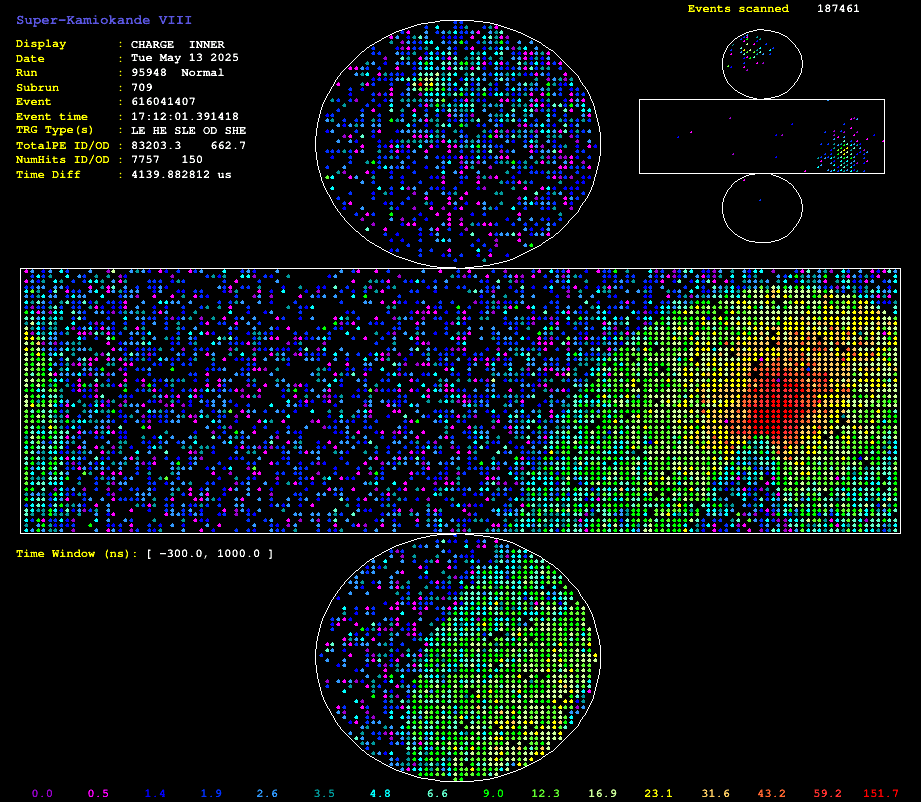 Super-Kamiokande VIII
Events scanned 187461
Display : CHARGE INNER
Date : Tue May 13 2025
Run : 95948 Normal
Subrun : 709
Event : 616041407
Event time : 17:12:01.391418
TRG Type(s) : LE HE SLE OD SHE
TotalPE ID/OD : 83203.3 662.7
NumHits ID/OD : 7757 150
Time Diff : 4139.882812 us
Time Window (ns): [ −300.0, 1000.0 ]
0.0 0.5 1.4 1.9 2.6 3.5 4.8 6.6 9.0 12.3 16.9 23.1 31.6 43.2 59.2 151.7